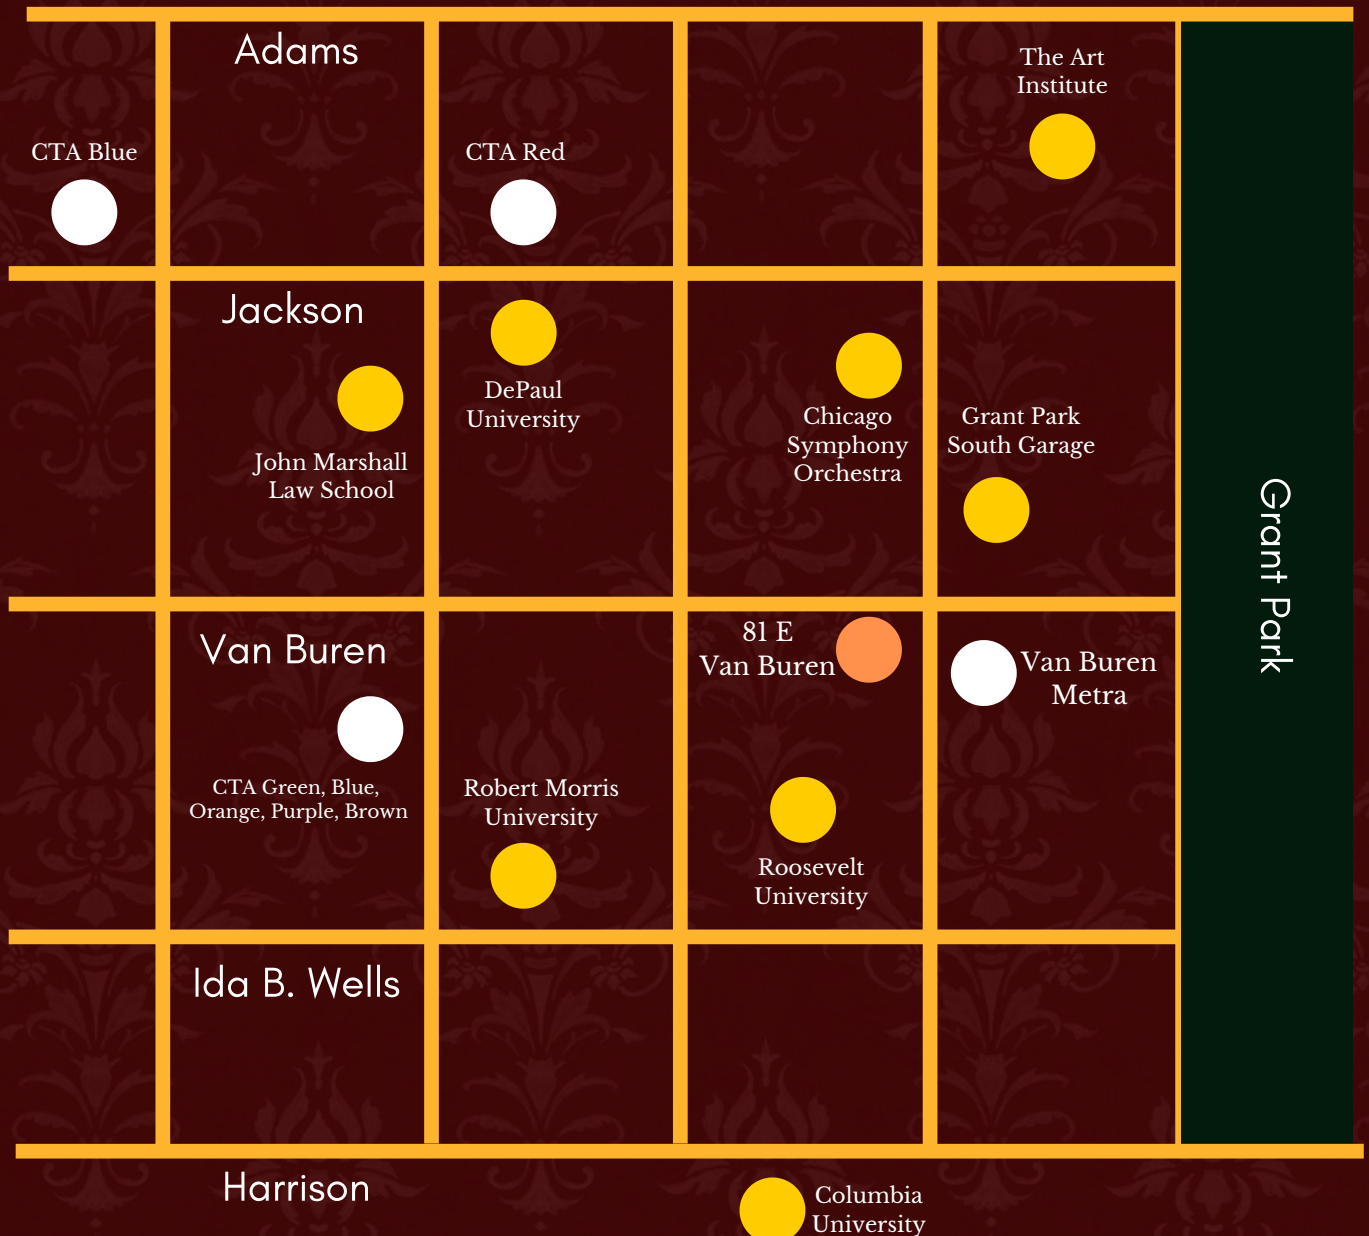 Adams
The Art
Institute
CTA Blue
CTA Red
Jackson
DePaul
University
John Marshall
Law School
Chicago
Symphony
Orchestra
Grant Park
South Garage
Grant Park
Van Buren
81 E
Van Buren
Van Buren
Metra
CTA Green, Blue,
Orange, Purple, Brown
Robert Morris
University
Roosevelt
University
Ida B. Wells
Harrison
Columbia
University